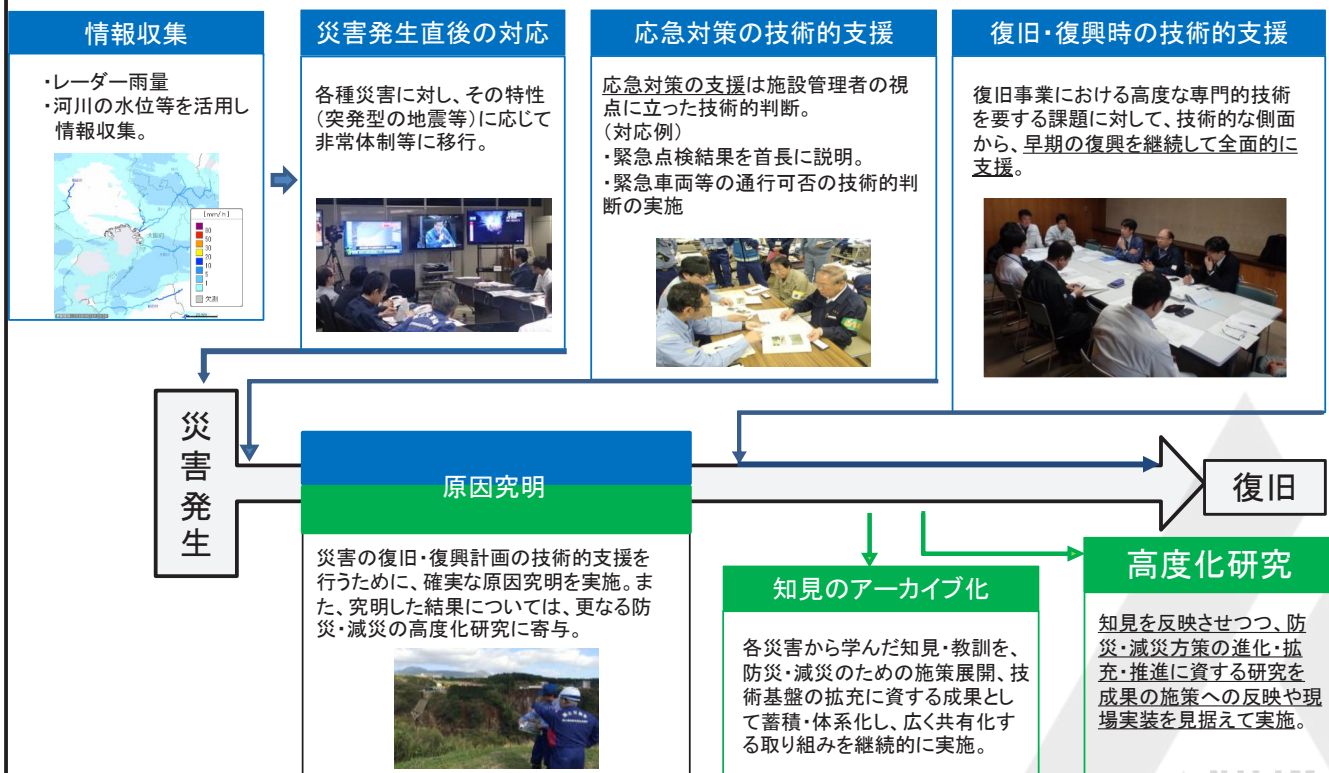 情報収集
・レーダー雨量
・河川の水位等を活用し
情報収集。
[mm/h]
80
50
30
20
10
5
1
欠測
災害発生直後の対応
各種災害に対し、その特性
(突発型の地震等)に応じて
非常体制等に移行。
応急対策の技術的支援
応急対策の支援は施設管理者の視
点に立った技術的判断。
(対応例)
・緊急点検結果を首長に説明。
・緊急車両等の通行可否の技術的判
断の実施
復旧・復興時の技術的支援
復旧事業における高度な専門的技術
を要する課題に対して、技術的な側面
から、早期の復興を継続して全面的に
支援。
災
害
発
生
原因究明
災害の復旧・復興計画の技術的支援を
行うために、確実な原因究明を実施。ま
た、究明した結果については、更なる防
災・減災の高度化研究に寄与。
復旧
知見のアーカイブ化
各災害から学んだ知見・教訓を、
防災・減災のための施策展開、技
術基盤の拡充に資する成果とし
て蓄積・体系化し、広く共有化す
る取り組みを継続的に実施。
高度化研究
知見を反映させつつ、防
災・減災方策の進化・拡
充・推進に資する研究を
成果の施策への反映や現
場実装を見据えて実施。